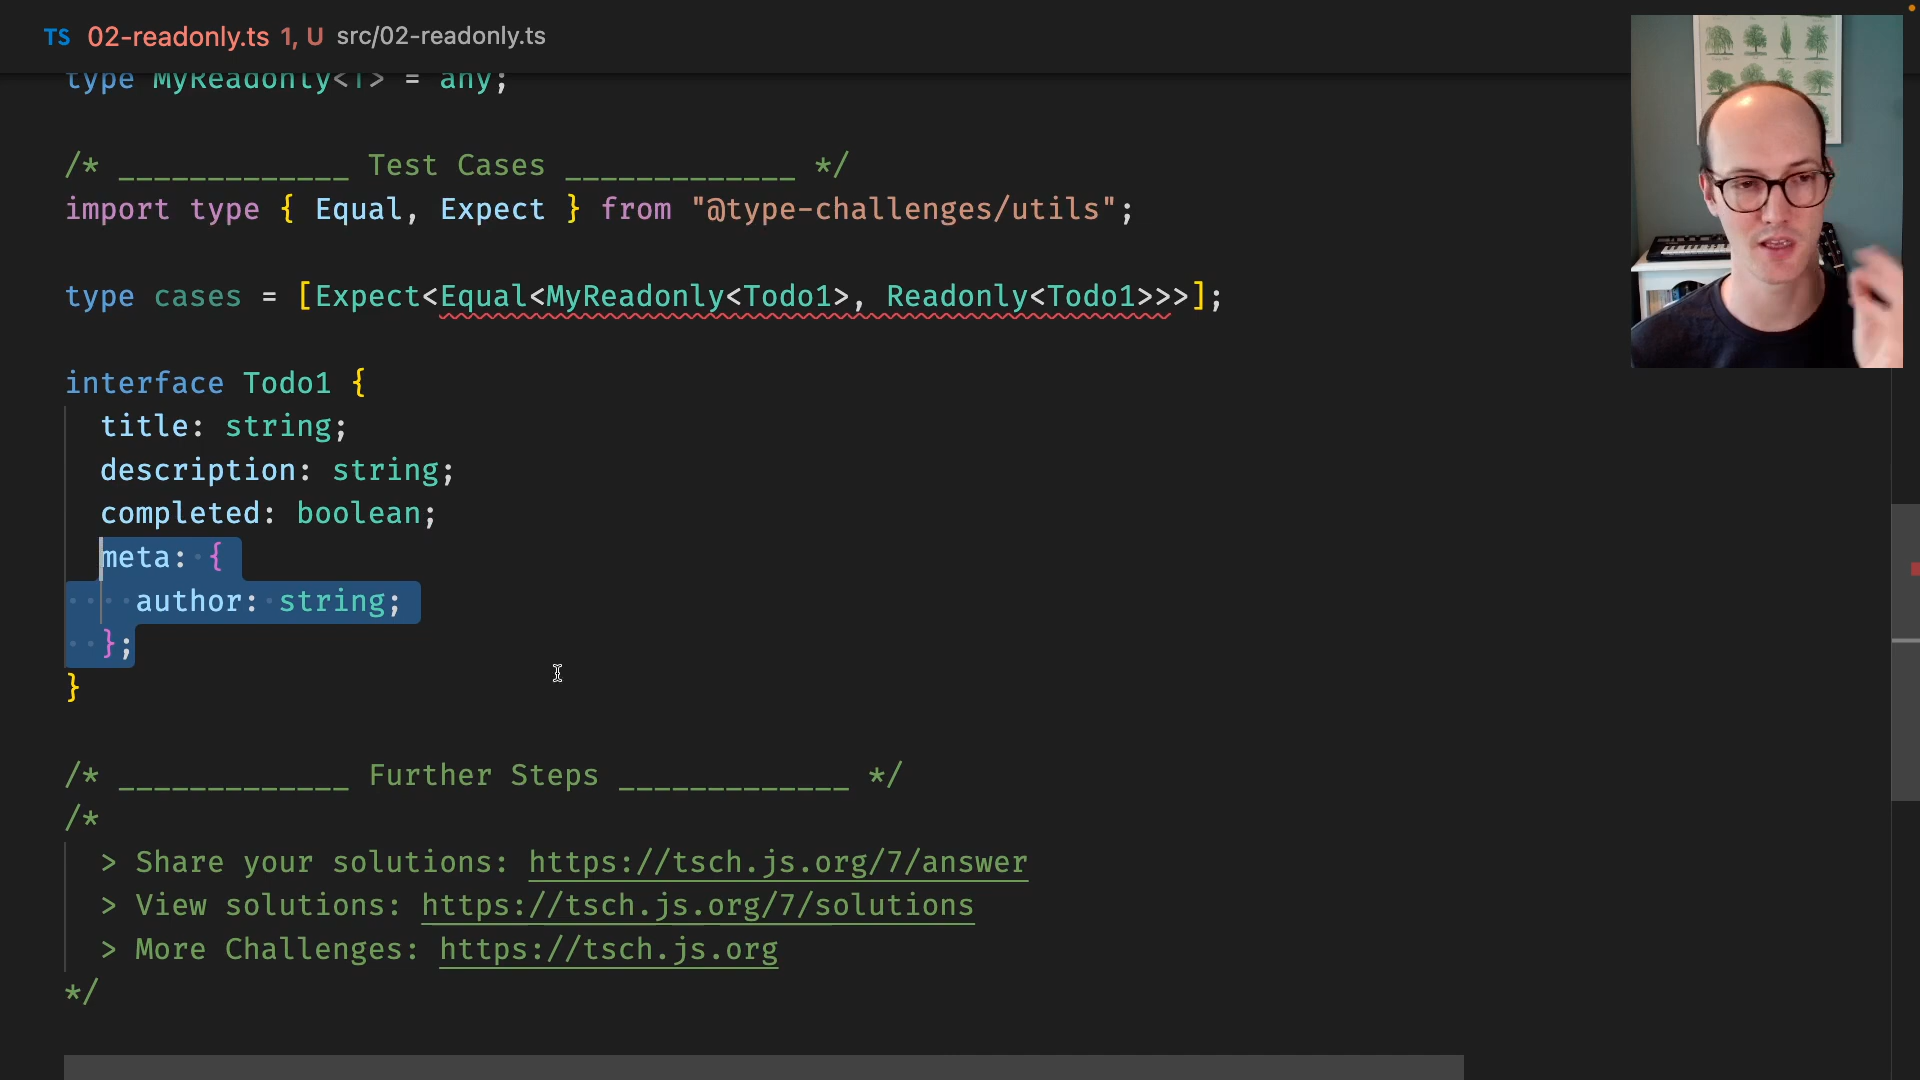 TS 02-readonly.ts 1, U src/02-readonly.ts
type MyReadonly<T> = any;
/* _____________ Test Cases _____________ */
import type { Equal, Expect } from "@type-challenges/utils";
type cases = [Expect<Equal<MyReadonly<Todo1>, Readonly<Todo1>>>];
interface Todo1 {
title: string;
description: string;
completed: boolean;
meta: {
author: string;
};
}
/* _____________ Further Steps _____________ */
/*
> Share your solutions: https://tsch.js.org/7/answer
> View solutions: https://tsch.js.org/7/solutions
> More Challenges: https://tsch.js.org
*/